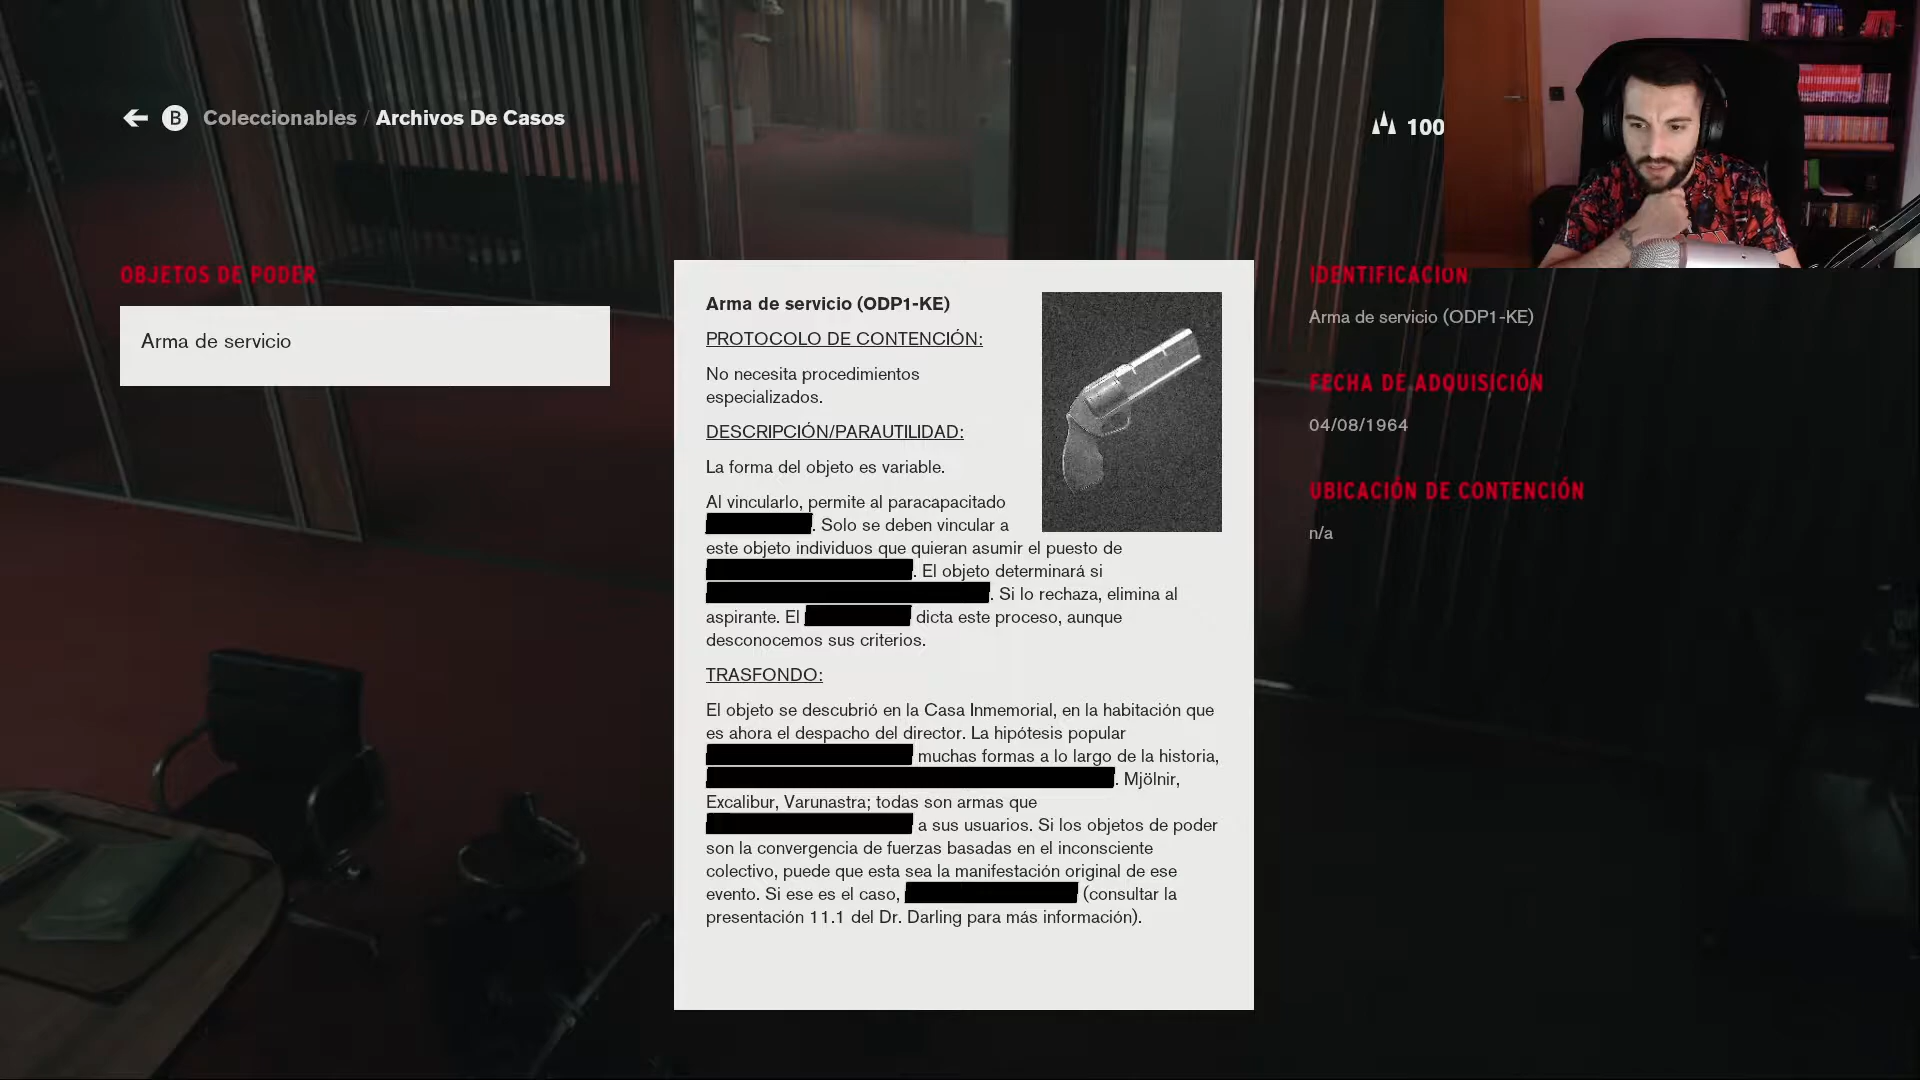 B Coleccionables / Archivos De Casos
100
OBJETOS DE PODER
Arma de servicio
Arma de servicio (ODP1-KE)
PROTOCOLO DE CONTENCIÓN:
No necesita procedimientos
especializados.
DESCRIPCIÓN/PARAUTILIDAD:
La forma del objeto es variable.
Al vincularlo, permite al paracapacitado
. Solo se deben vincular a
este objeto individuos que quieran asumir el puesto de
. El objeto determinará si
. Si lo rechaza, elimina al
aspirante. El dicta este proceso, aunque
desconocemos sus criterios.
TRASFONDO:
El objeto se descubrió en la Casa Inmemorial, en la habitación que
es ahora el despacho del director. La hipótesis popular
muchas formas a lo largo de la historia,
. Mjölnir,
Excalibur, Varunastra; todas son armas que
a sus usuarios. Si los objetos de poder
son la convergencia de fuerzas basadas en el inconsciente
colectivo, puede que esta sea la manifestación original de ese
evento. Si ese es el caso, (consultar la
presentación 11.1 del Dr. Darling para más información).
IDENTIFICACIÓN
Arma de servicio (ODP1-KE)
FECHA DE ADQUISICIÓN
04/08/1964
UBICACIÓN DE CONTENCIÓN
n/a